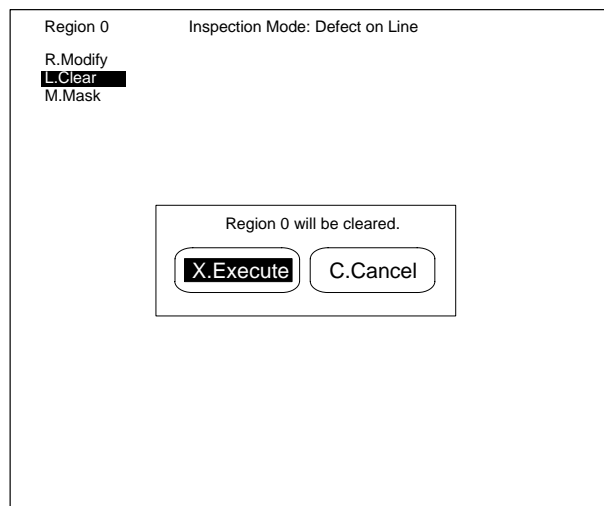 Region 0 Inspection Mode: Defect on Line
R.Modify
L.Clear
M.Mask
Region 0 will be cleared.
X.Execute C.Cancel